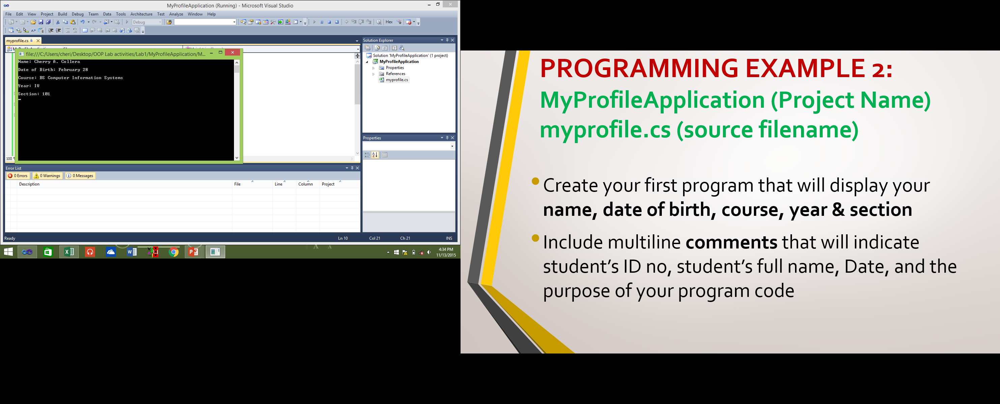 MyProfileApplication (Running) - Microsoft Visual Studio
File Edit View Project Build Debug Team Data Tools Architecture Test Analyze Window Help
Debug
Hex
myprofile.cs
file:///C:/Users/cheri/Desktop/OOP Lab activities/Lab1/MyProfileApplication/M...
Name: Cherry A. Collera
Date of Birth: February 28
Course: BS Computer Information Systems
Year: IV
Section: 101
100 %
Solution Explorer
Solution 'MyProfileApplication' (1 project)
MyProfileApplication
Properties
References
myprofile.cs
Properties
Error List
0 Errors 0 Warnings 0 Messages
Description File Line Column Project
Ready Ln 10 Col 21 Ch 21 INS
4:34 PM
11/13/2015
PROGRAMMING EXAMPLE 2:
MyProfileApplication (Project Name)
myprofile.cs (source filename)
Create your first program that will display your
name, date of birth, course, year & section
Include multiline comments that will indicate
student's ID no, student's full name, Date, and the
purpose of your program code